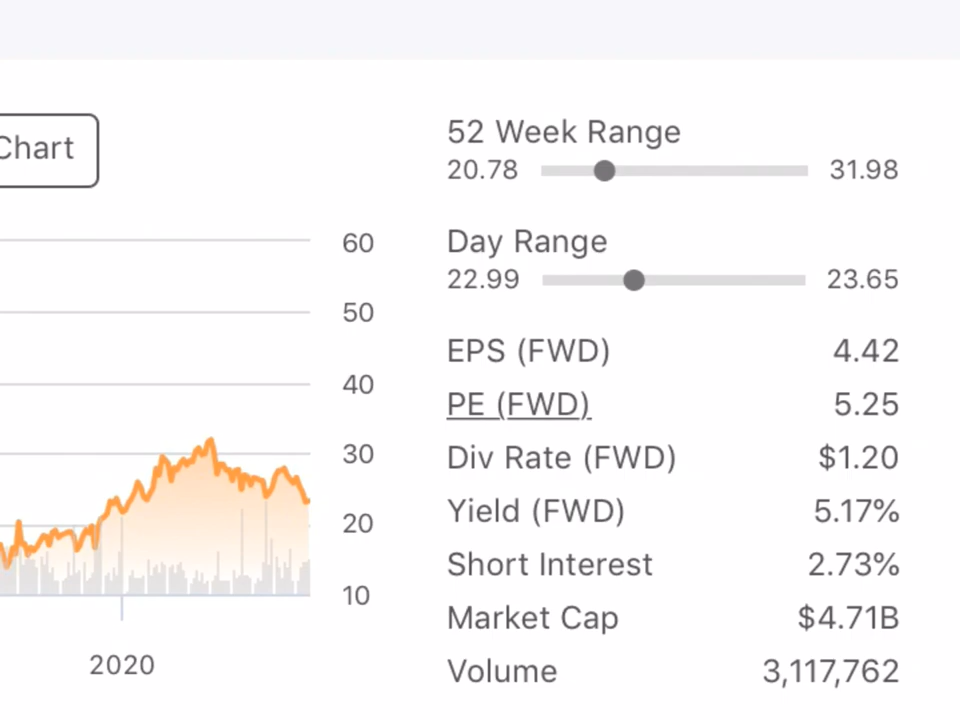 Chart
60
50
40
30
20
10
2020
52 Week Range
20.78 31.98
Day Range
22.99 23.65
EPS (FWD) 4.42
PE (FWD) 5.25
Div Rate (FWD) $1.20
Yield (FWD) 5.17%
Short Interest 2.73%
Market Cap $4.71B
Volume 3,117,762